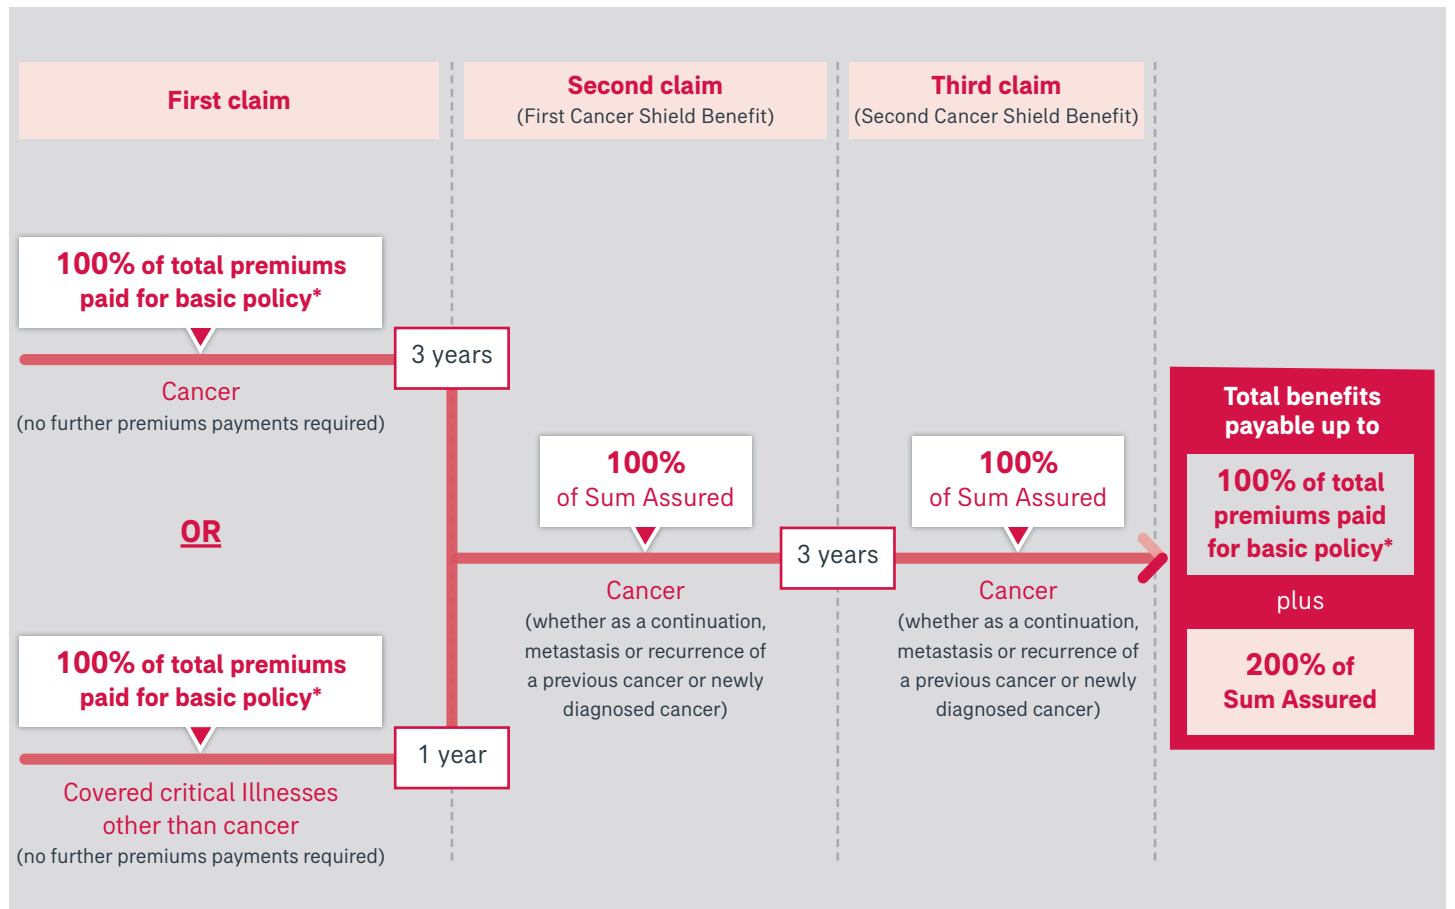 First claim
Second claim
(First Cancer Shield Benefit)
Third claim
(Second Cancer Shield Benefit)
100% of total premiums
paid for basic policy*
3 years
Cancer
(no further premiums payments required)
OR
100% of total premiums
paid for basic policy*
1 year
Covered critical Illnesses
other than cancer
(no further premiums payments required)
100%
of Sum Assured
Cancer
(whether as a continuation,
metastasis or recurrence of
a previous cancer or newly
diagnosed cancer)
3 years
100%
of Sum Assured
Cancer
(whether as a continuation,
metastasis or recurrence of
a previous cancer or newly
diagnosed cancer)
Total benefits
payable up to
100% of total
premiums paid
for basic policy*
plus
200% of
Sum Assured